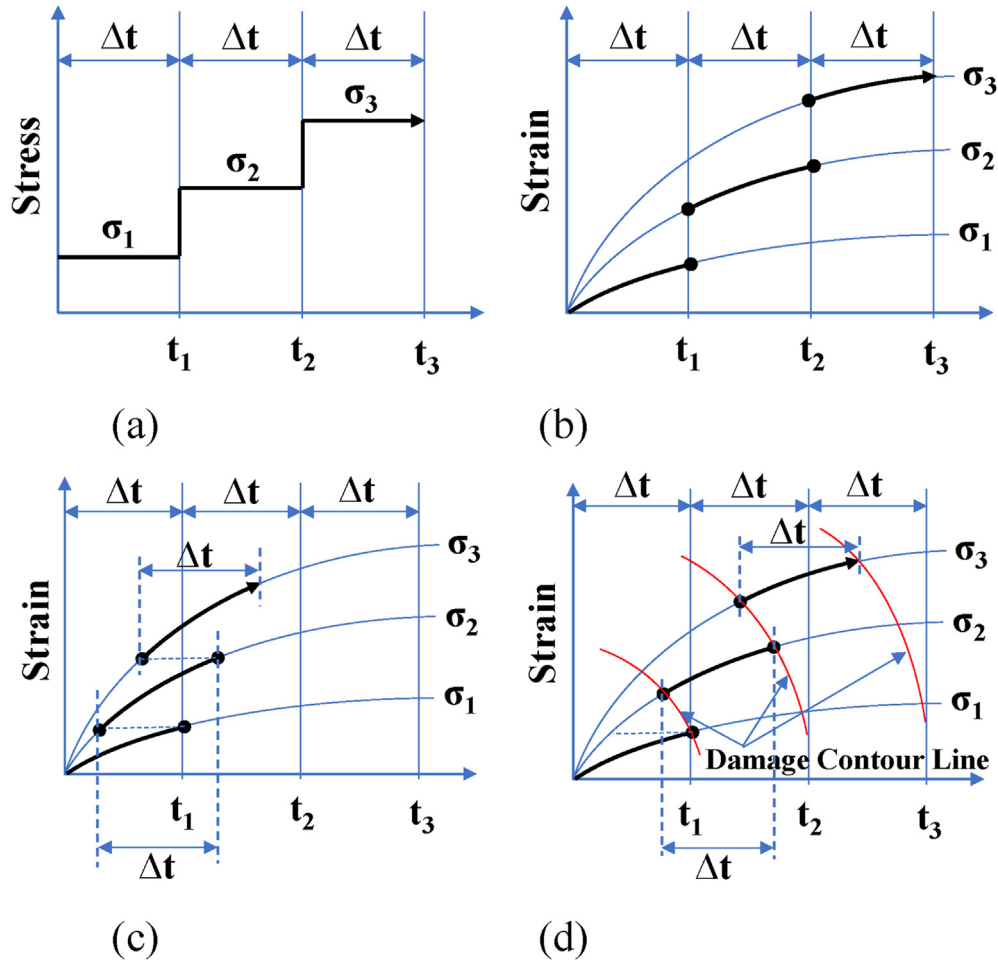 Δt Δt Δt
σ₃
σ₂
σ₁
Stress
t₁ t₂ t₃
(a)
Δt Δt Δt
σ₃
σ₂
σ₁
Strain
t₁ t₂ t₃
(b)
Δt Δt Δt
Δt
σ₃
σ₂
σ₁
Strain
t₁ t₂ t₃
Δt
(c)
Δt Δt Δt
Δt
σ₃
σ₂
σ₁
Strain
Damage Contour Line
t₁ t₂ t₃
Δt
(d)